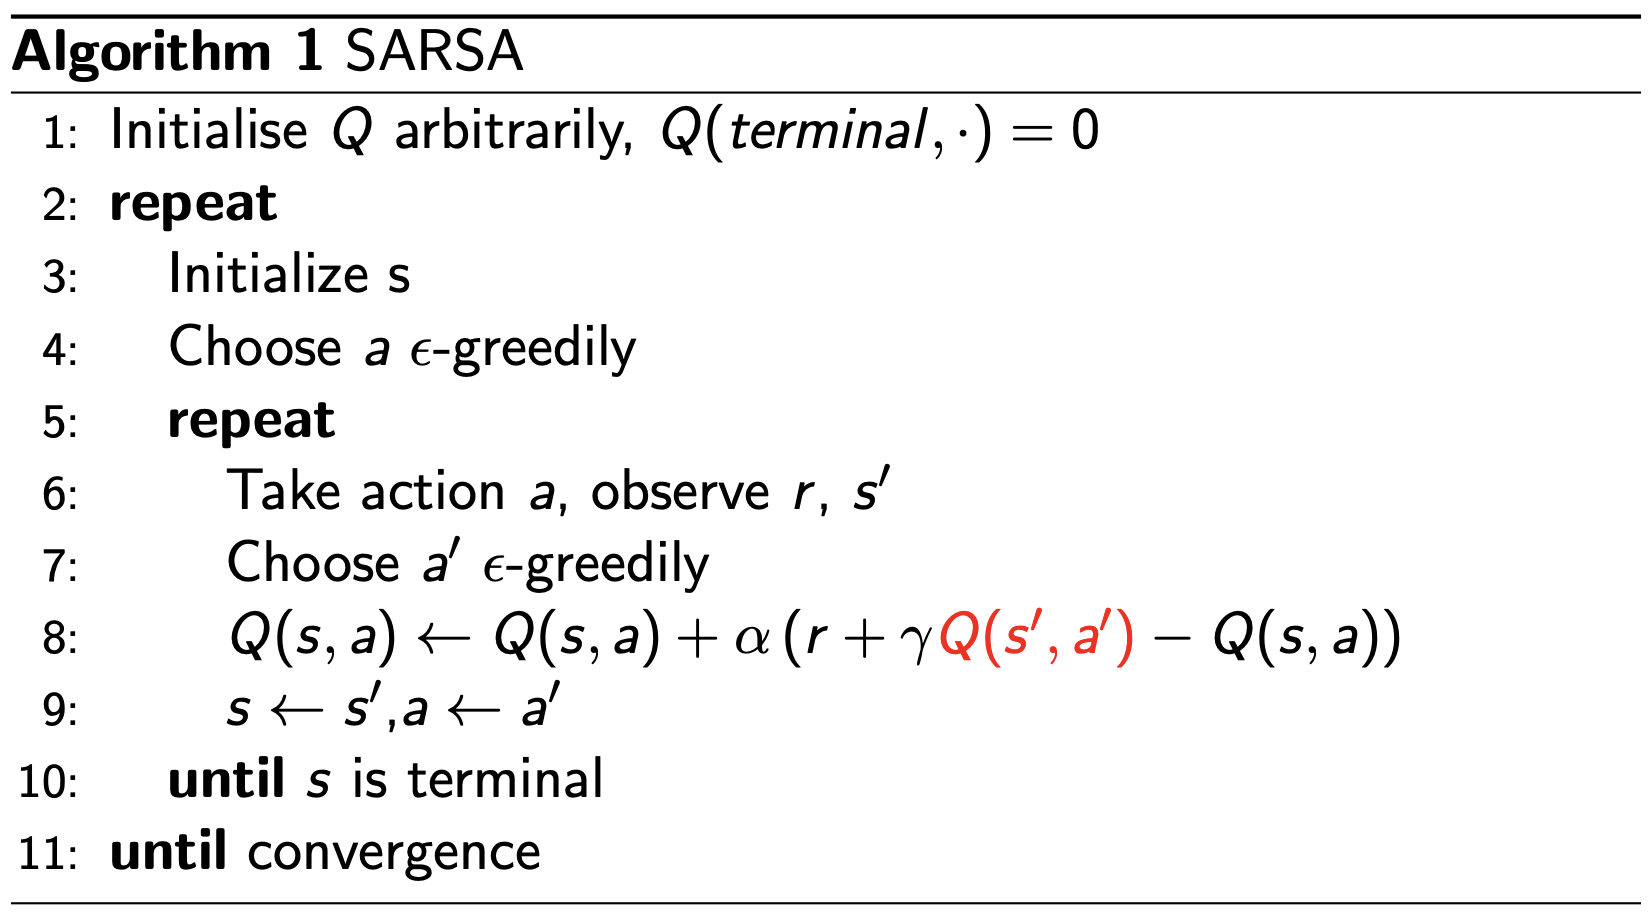 Algorithm 1 SARSA
1: Initialise Q arbitrarily, Q(terminal, ·) = 0
2: repeat
3: Initialize s
4: Choose a ϵ-greedily
5: repeat
6: Take action a, observe r, s′
7: Choose a′ ϵ-greedily
8: Q(s, a) ← Q(s, a) + α (r + γQ(s′, a′) − Q(s, a))
9: s ← s′,a ← a′
10: until s is terminal
11: until convergence